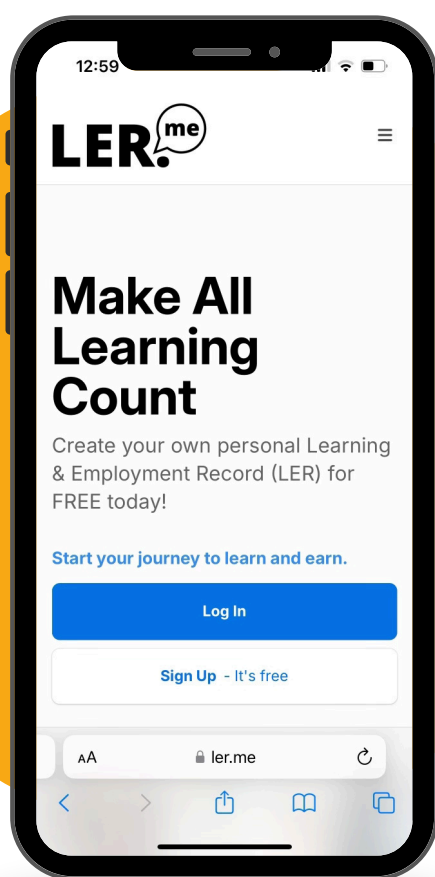 12:59
LER.me
Make All
Learning
Count
Create your own personal Learning
& Employment Record (LER) for
FREE today!
Start your journey to learn and earn.
Log In
Sign Up - It's free
AA
ler.me